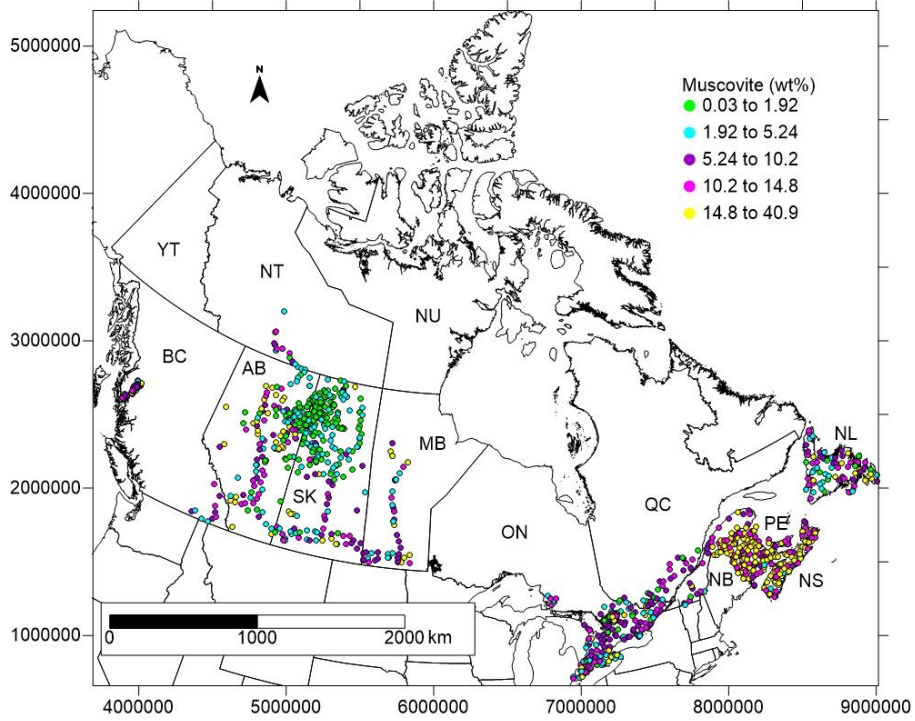 5000000
N
Muscovite (wt%)
0.03 to 1.92
1.92 to 5.24
5.24 to 10.2
10.2 to 14.8
14.8 to 40.9
4000000
YT
NT
NU
3000000
BC
AB
MB
NL
2000000
SK
QC
PE
ON
NB
NS
1000000
0 1000 2000 km
4000000 5000000 6000000 7000000 8000000 9000000